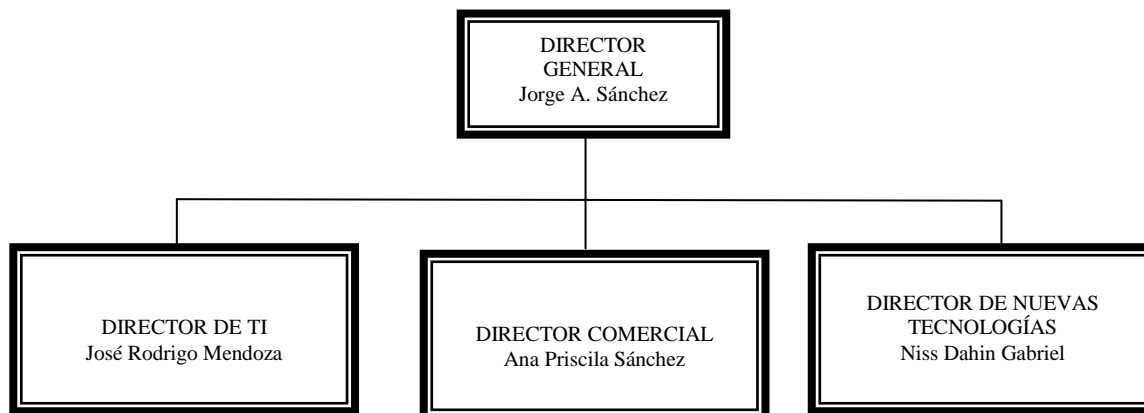 DIRECTOR
GENERAL
Jorge A. Sánchez
DIRECTOR DE TI
José Rodrigo Mendoza
DIRECTOR COMERCIAL
Ana Priscila Sánchez
DIRECTOR DE NUEVAS
TECNOLOGÍAS
Niss Dahin Gabriel